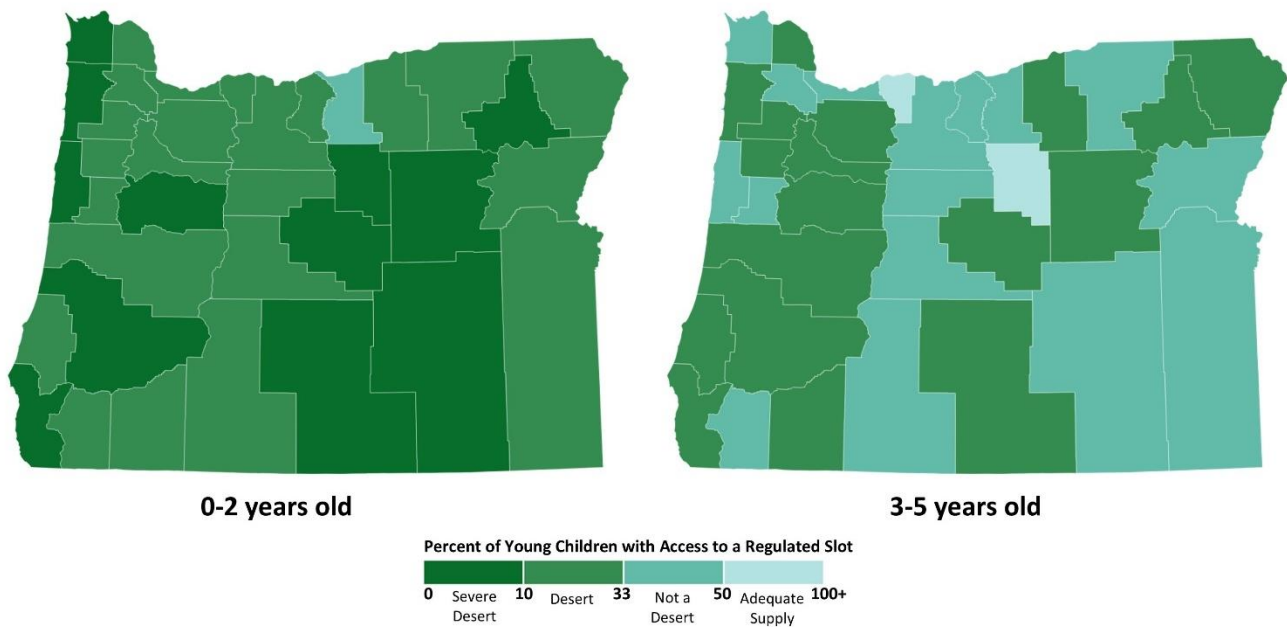 0-2 years old
3-5 years old
Percent of Young Children with Access to a Regulated Slot
0 Severe Desert 10 Desert 33 Not a Desert 50 Adequate Supply 100+